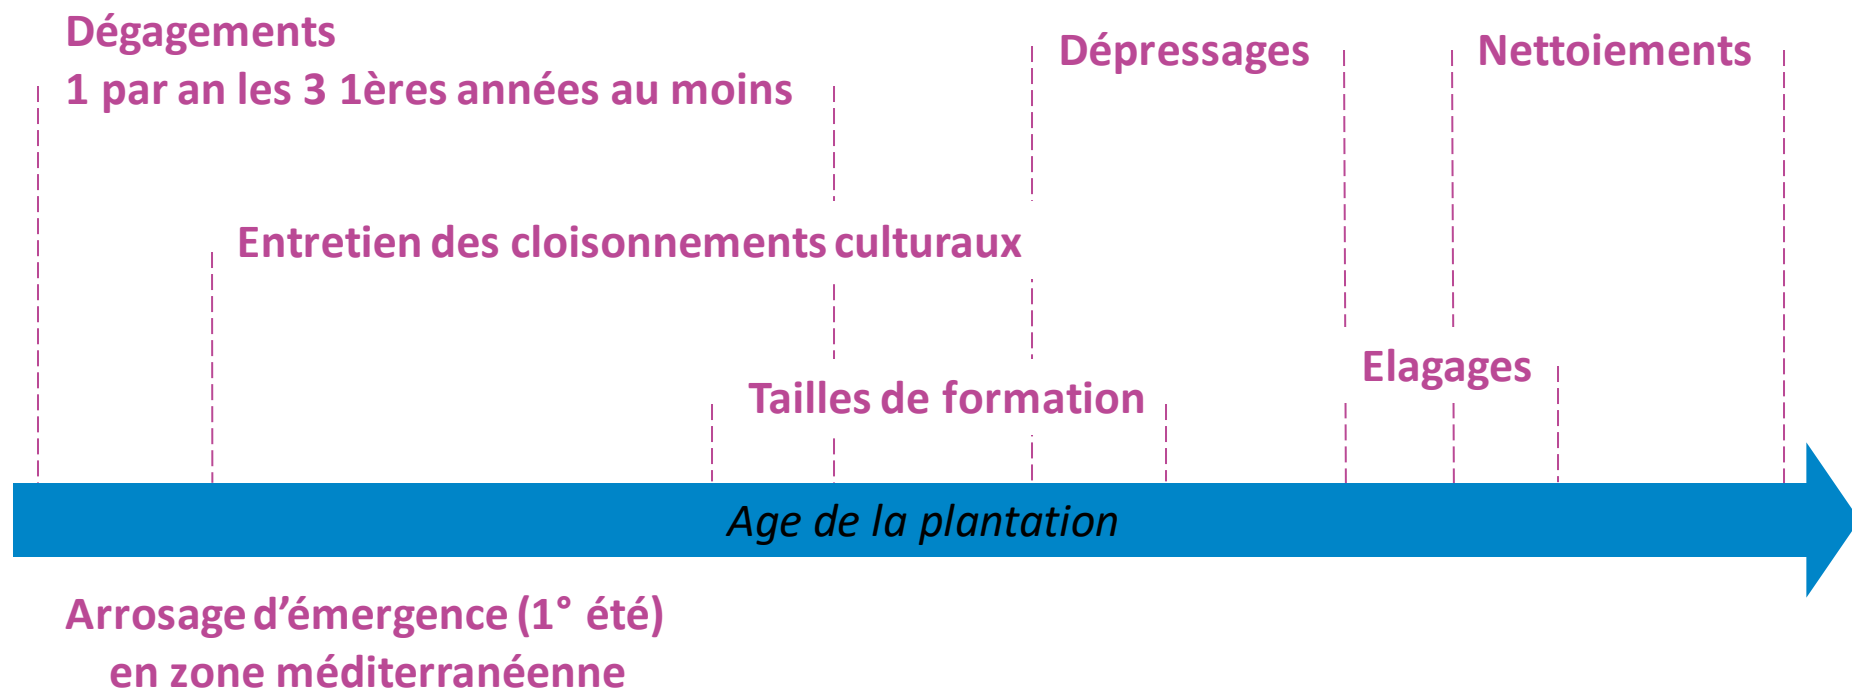 Dégagements
1 par an les 3 1ères années au moins
Dépressages
Nettoiements
Entretien des cloisonnements culturaux
Elagages
Tailles de formation
Age de la plantation
Arrosage d’émergence (1° été)
en zone méditerranéenne